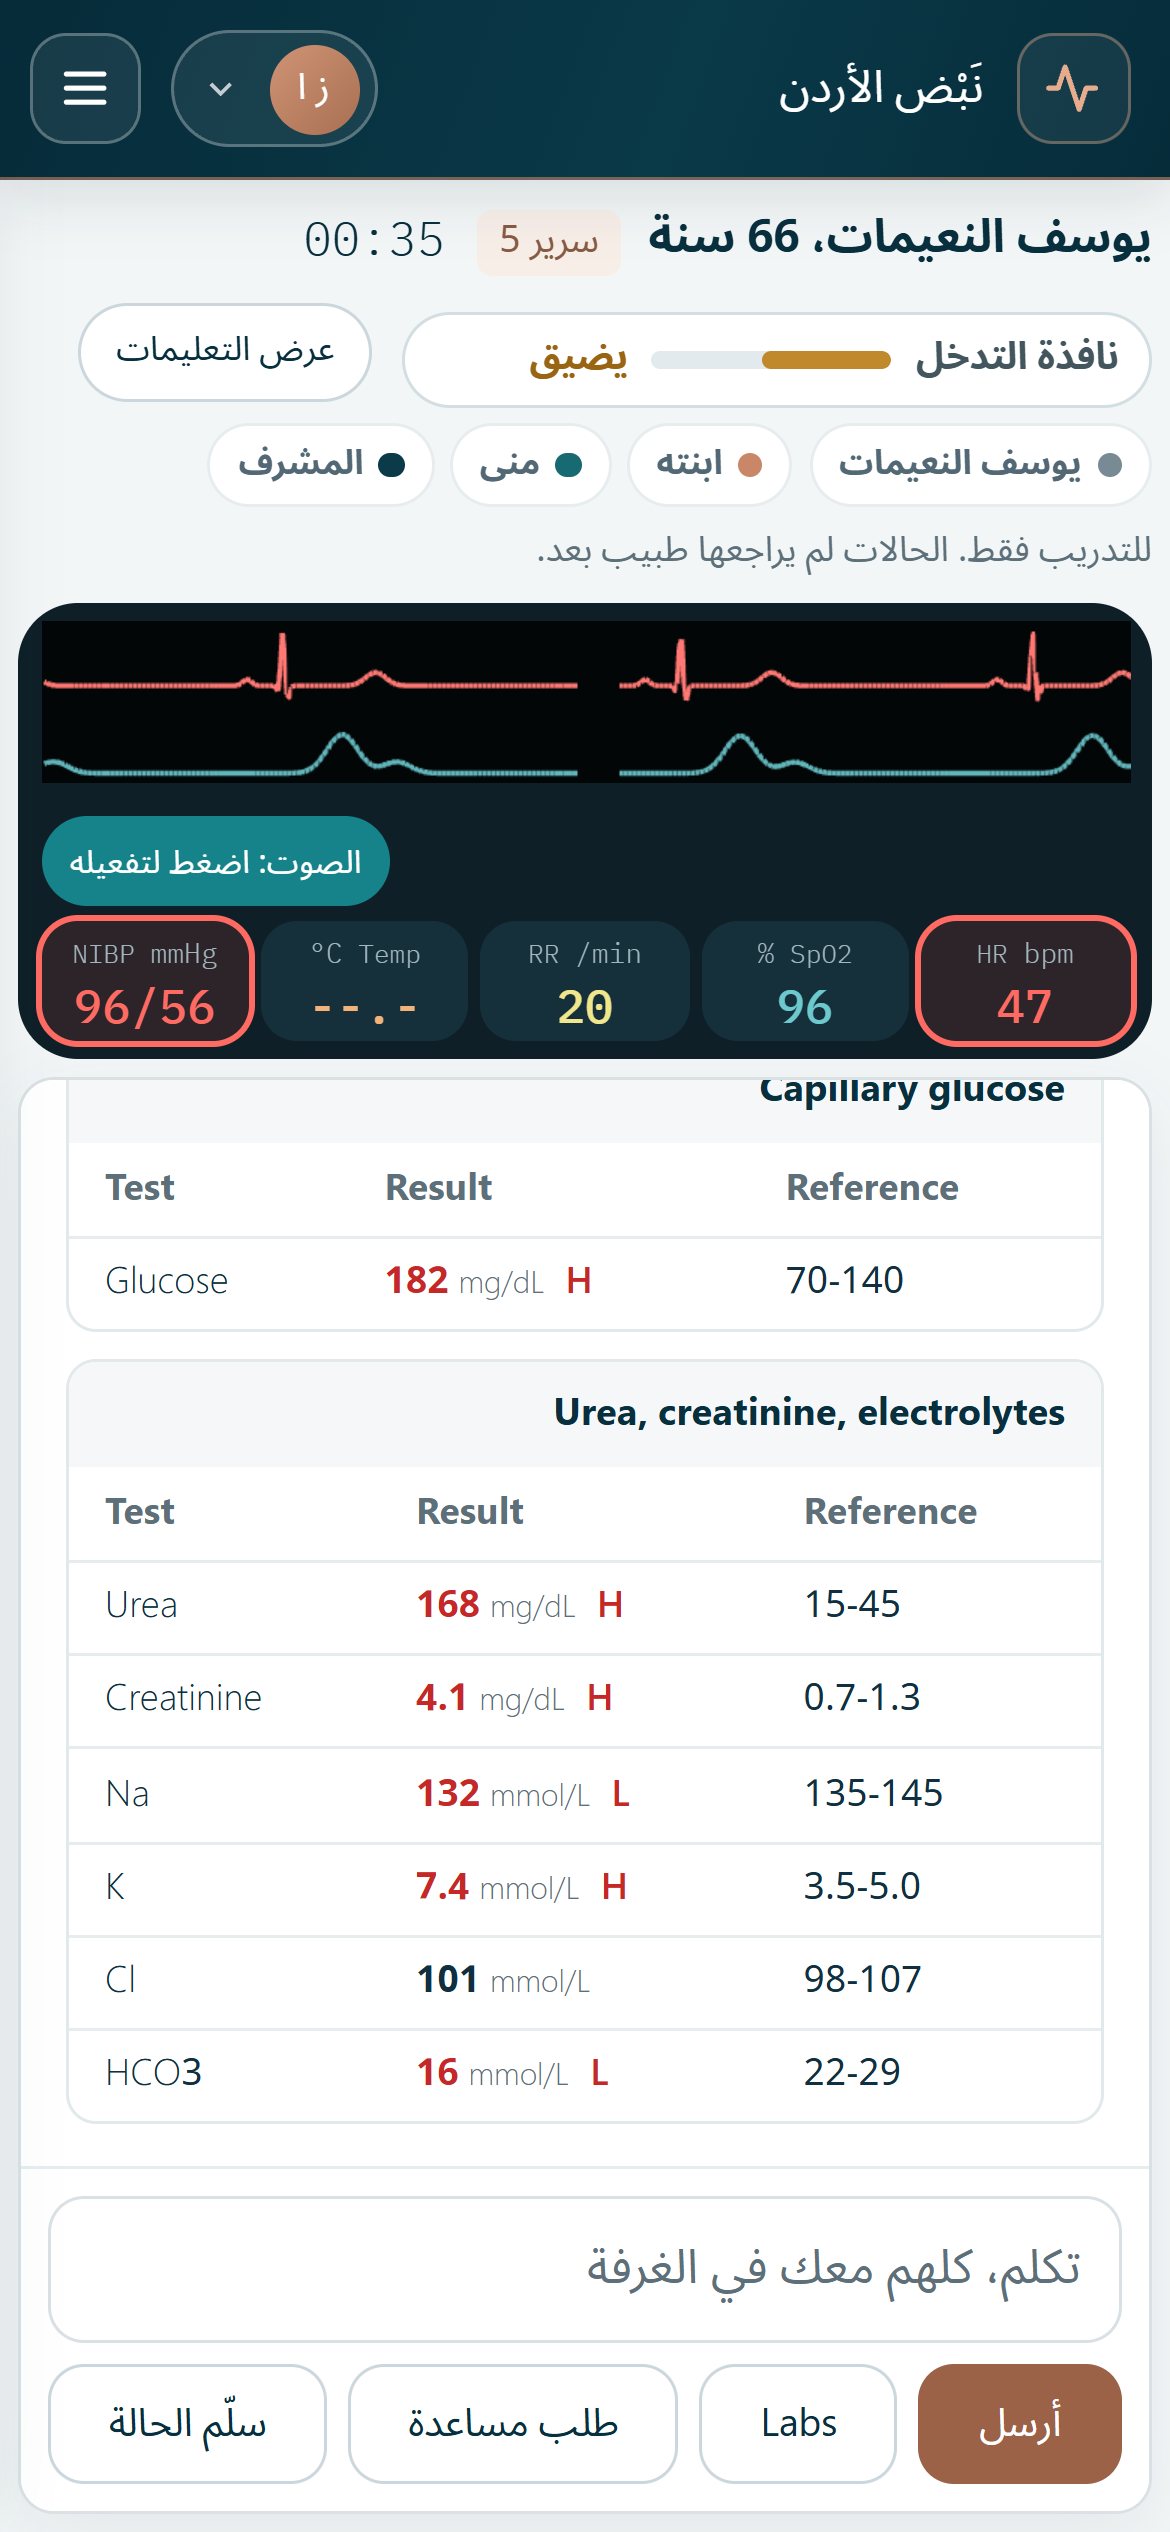 نَبْض الأردن
ز ا
يوسف النعيمات، 66 سنة
سرير 5
00:35
نافذة التدخل
يضيق
عرض التعليمات
يوسف النعيمات
ابنته
منى
المشرف
للتدريب فقط. الحالات لم يراجعها طبيب بعد.
الصوت: اضغط لتفعيله
HR bpm
47
% SpO2
96
RR /min
20
°C Temp
--.-
NIBP mmHg
96/56
Capillary glucose
Test Result Reference
Glucose 182 mg/dL H 70-140
Urea, creatinine, electrolytes
Test Result Reference
Urea 168 mg/dL H 15-45
Creatinine 4.1 mg/dL H 0.7-1.3
Na 132 mmol/L L 135-145
K 7.4 mmol/L H 3.5-5.0
Cl 101 mmol/L 98-107
HCO3 16 mmol/L L 22-29
تكلم، كلهم معك في الغرفة
أرسل
Labs
طلب مساعدة
سلّم الحالة